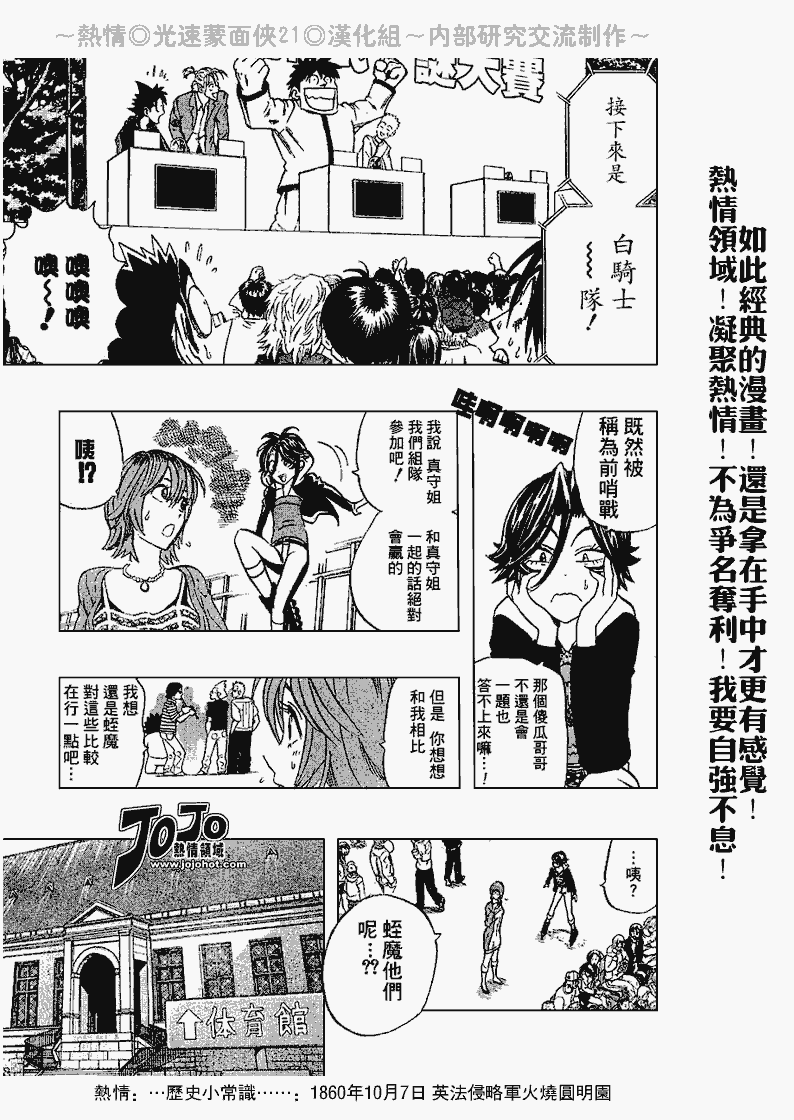 ～熱情◎光速蒙面俠21◎漢化組～内部研究交流制作～
謎大賽
接下來是
白騎士
～～隊！
噢噢噢
噢～！
如此經典的漫畫！還是拿在手中才更有感覺！
熱情領域！凝聚熱情！不為爭名奪利！我要自強不息！
哇啊啊啊啊
既然被
稱為前哨戰
那個傻瓜哥哥
不還是會
一題也
答不上來嘛…！
我說 真守姐
我們組隊
參加吧！
和真守姐
一起的話絕對
會贏的
咦!?
但是 你想想
和我相比
我想
還是蛭魔
對這些比較
在行一點吧…
…咦？
蛭魔他們
呢…??
JOJO
熱情領域
www.jojohot.com
↑体育館
熱情：…歷史小常識……：1860年10月7日 英法侵略軍火燒圓明園